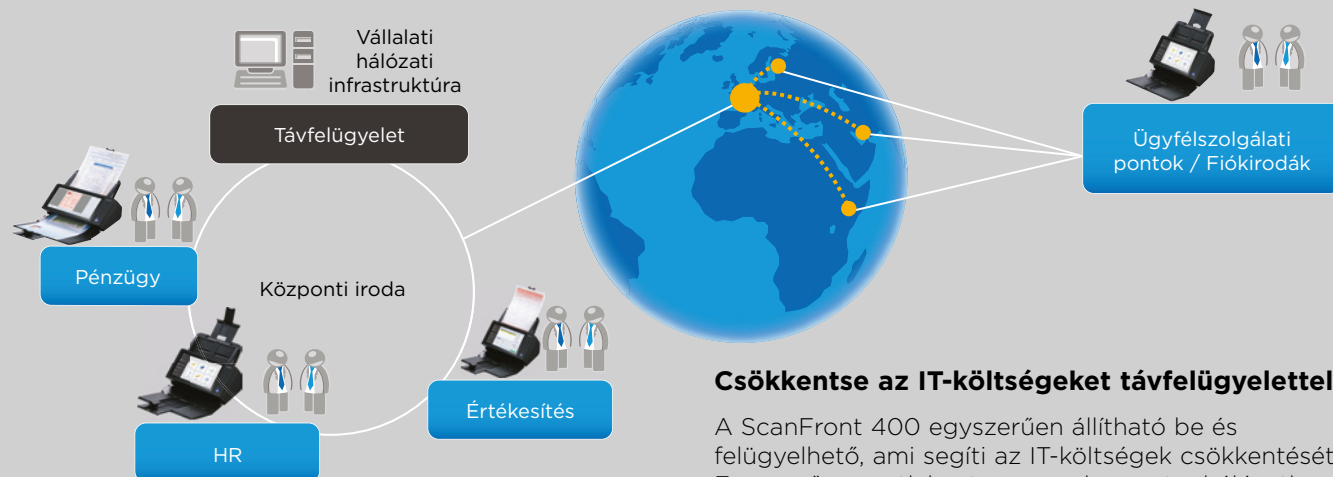 Vállalati
hálózati
infrastruktúra
Távfelügyelet
Pénzügy
Központi iroda
HR
Értékesítés
Ügyfélszolgálati
pontok / Fiókirodák
Csökkentse az IT-költségeket távfelügyelettel
A ScanFront 400 egyszerűen állítható be és
felügyelhető, ami segíti az IT-költségek csökkentését